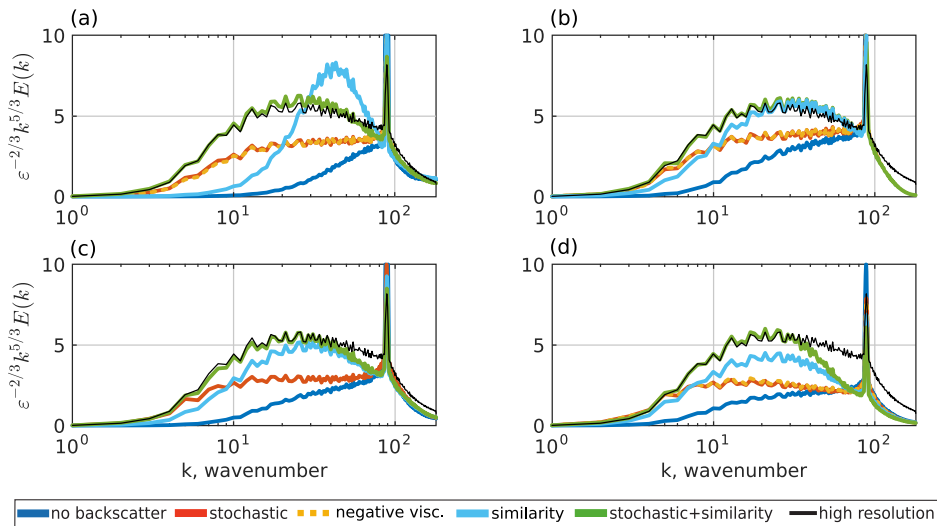 (a) (b)
ε^{-2/3}k^{5/3}E(k)
10 5 0
10^0 10^1 10^2
10 5 0
10^0 10^1 10^2
(c) (d)
ε^{-2/3}k^{5/3}E(k)
10 5 0
10^0 10^1 10^2
k, wavenumber
10 5 0
10^0 10^1 10^2
k, wavenumber
no backscatter stochastic negative visc. similarity stochastic+similarity high resolution